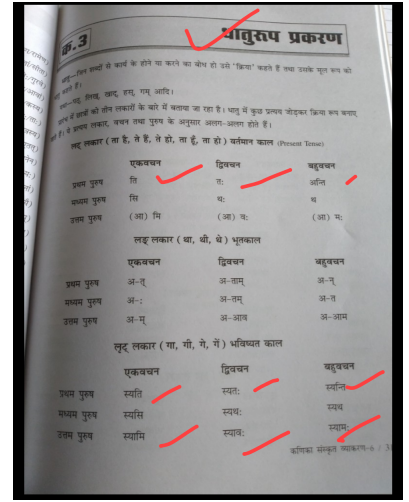 क.3
धातुरूप प्रकरण
धातु—जिन शब्दों से कार्य के होने या करने का बोध हो उसे 'क्रिया' कहते हैं तथा उसके मूल रूप को
कहते हैं।
लिख, खाद्, हस्, गम् आदि।
में छात्रों को तीन लकारों के बारे में बताया जा रहा है। धातु में कुछ प्रत्यय जोड़कर क्रिया रूप बनाए
हैं। ये प्रत्यय लकार, वचन तथा पुरुष के अनुसार अलग-अलग होते हैं।
लट् लकार (ता है, ते हैं, ते हो, ता हूँ, ता हो) वर्तमान काल (Present Tense)
एकवचन द्विवचन बहुवचन
प्रथम पुरुष ति त: अन्ति
मध्यम पुरुष सि थ: थ
उत्तम पुरुष (आ) मि (आ) व: (आ) म:
लङ् लकार (था, थी, थे) भूतकाल
एकवचन द्विवचन बहुवचन
प्रथम पुरुष अ-त् अ-ताम् अ-न्
मध्यम पुरुष अ-: अ-तम् अ-त
उत्तम पुरुष अ-म् अ-आव अ-आम
लृट् लकार (गा, गी, गे, गें) भविष्यत काल
एकवचन द्विवचन बहुवचन
प्रथम पुरुष स्यति स्यत: स्यन्ति
मध्यम पुरुष स्यसि स्यथ: स्यथ
उत्तम पुरुष स्यामि स्याव: स्याम:
कणिका संस्कृत व्याकरण-6 / 31